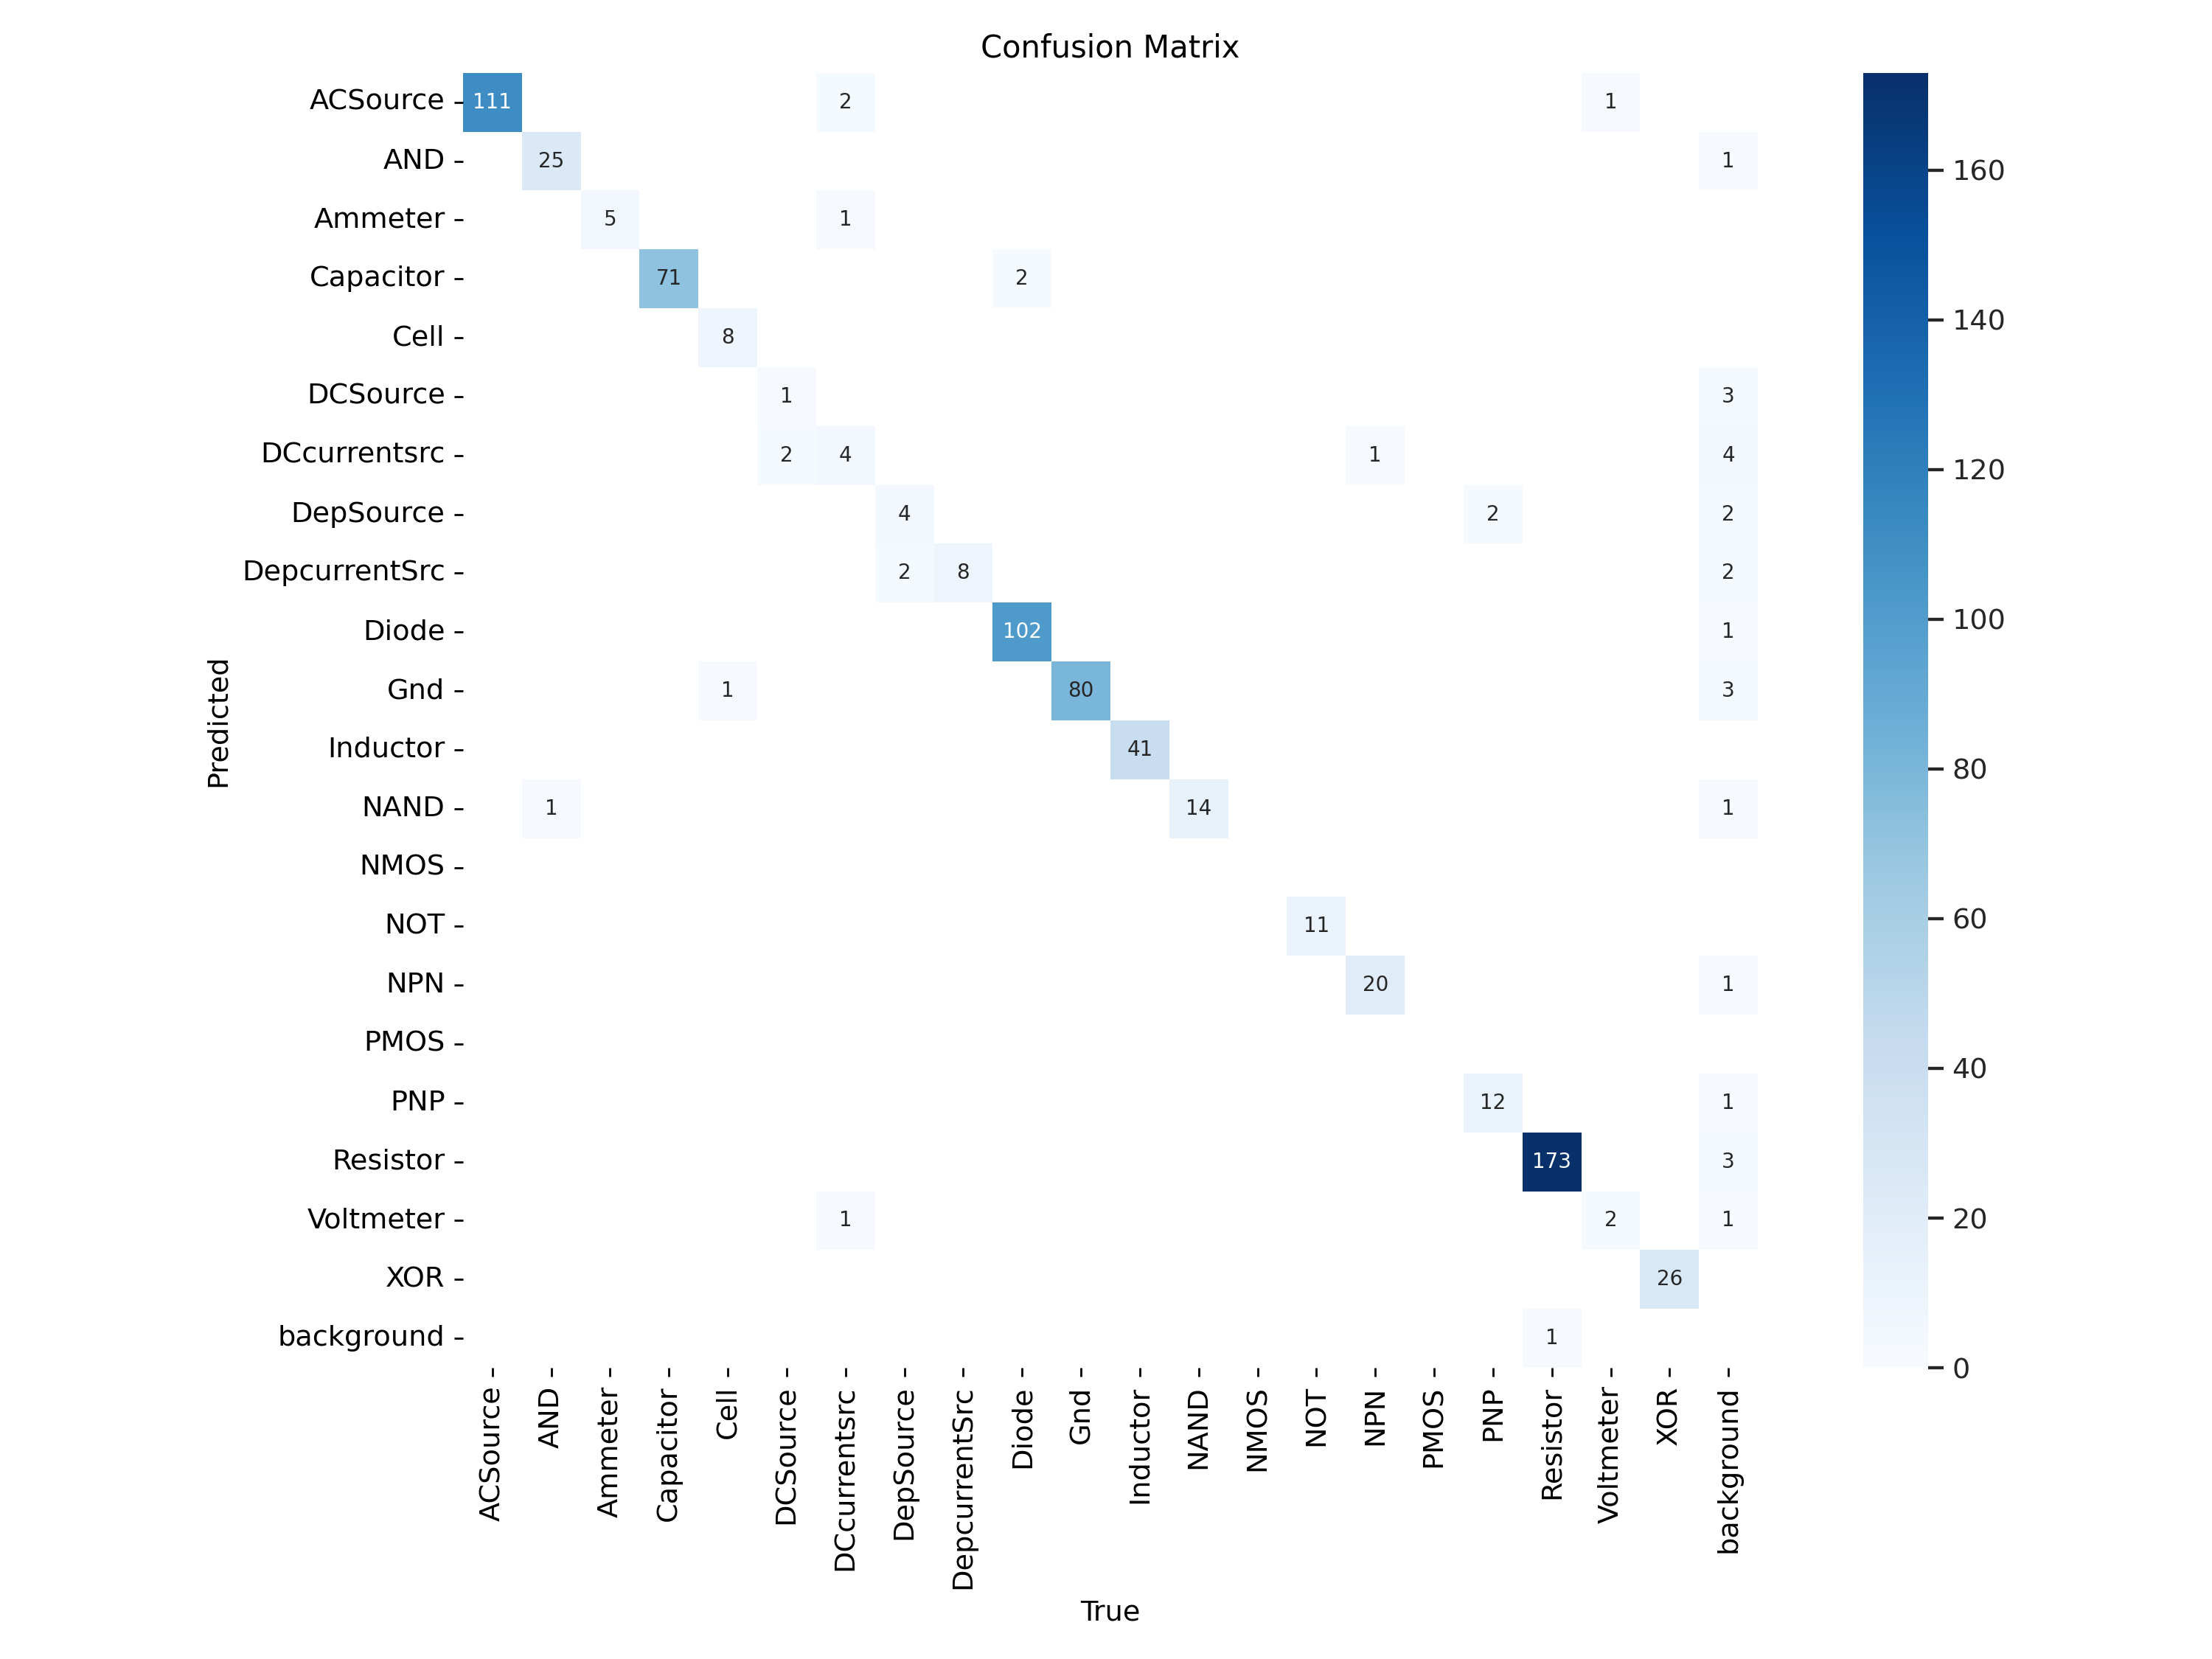 Confusion Matrix
ACSource 111 2 1
AND 25 1
Ammeter 5 1
Capacitor 71 2
Cell 8
DCSource 1 3
DCcurrentsrc 2 4 1 4
DepSource 4 2 2
DepcurrentSrc 2 8 2
Diode 102 1
Gnd 1 80 3
Inductor 41
NAND 1 14 1
NMOS
NOT 11
NPN 20 1
PMOS
PNP 12 1
Resistor 173 3
Voltmeter 1 2 1
XOR 26
background 1
Predicted
ACSource
AND
Ammeter
Capacitor
Cell
DCSource
DCcurrentsrc
DepSource
DepcurrentSrc
Diode
Gnd
Inductor
NAND
NMOS
NOT
NPN
PMOS
PNP
Resistor
Voltmeter
XOR
background
True
160
140
120
100
80
60
40
20
0